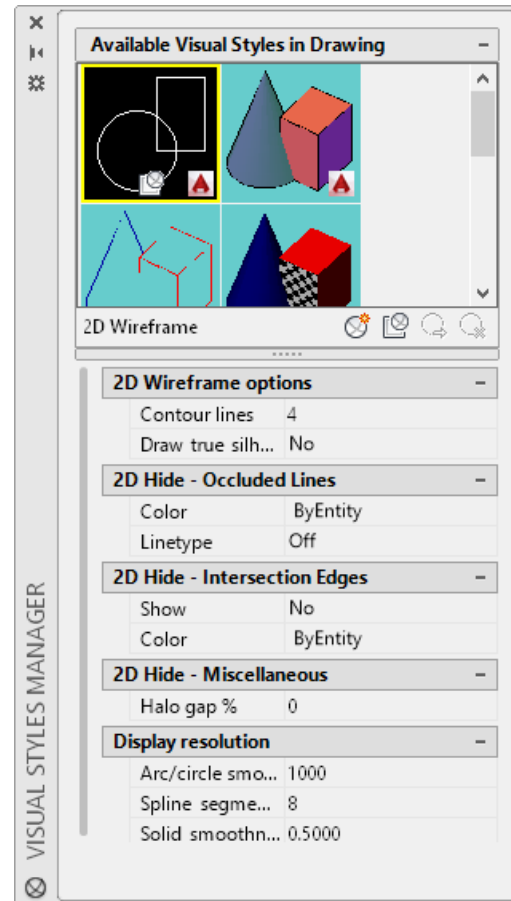 Available Visual Styles in Drawing
2D Wireframe
2D Wireframe options
Contour lines 4
Draw true silh... No
2D Hide - Occluded Lines
Color ByEntity
Linetype Off
2D Hide - Intersection Edges
Show No
Color ByEntity
2D Hide - Miscellaneous
Halo gap % 0
Display resolution
Arc/circle smo... 1000
Spline segme... 8
Solid smoothn... 0.5000
VISUAL STYLES MANAGER